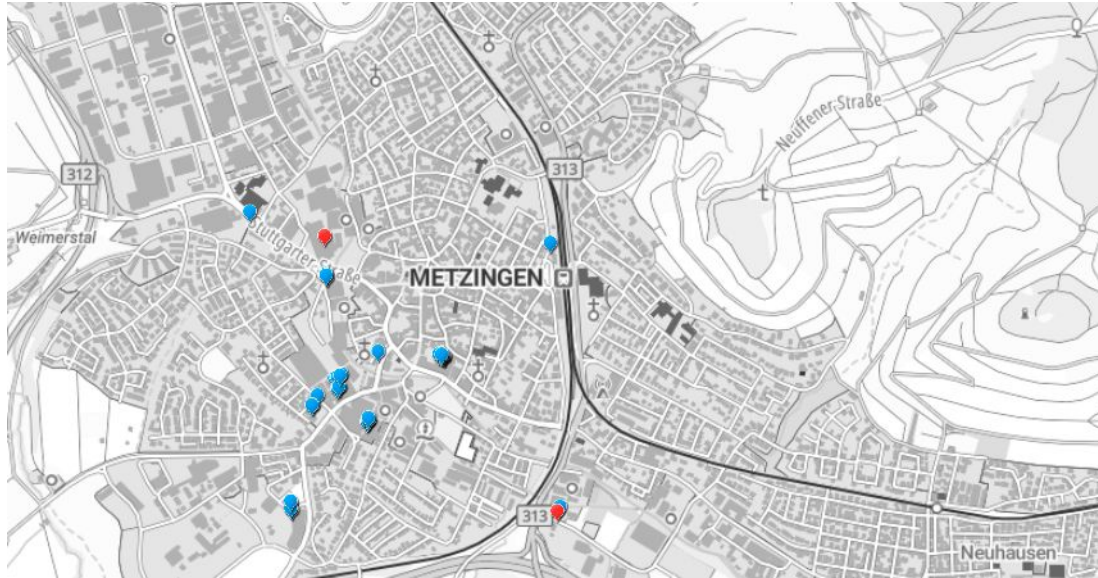 Neuffener Straße
313
312
Weimerstal
Stuttgarter-Straße
METZINGEN
313
Neuhausen